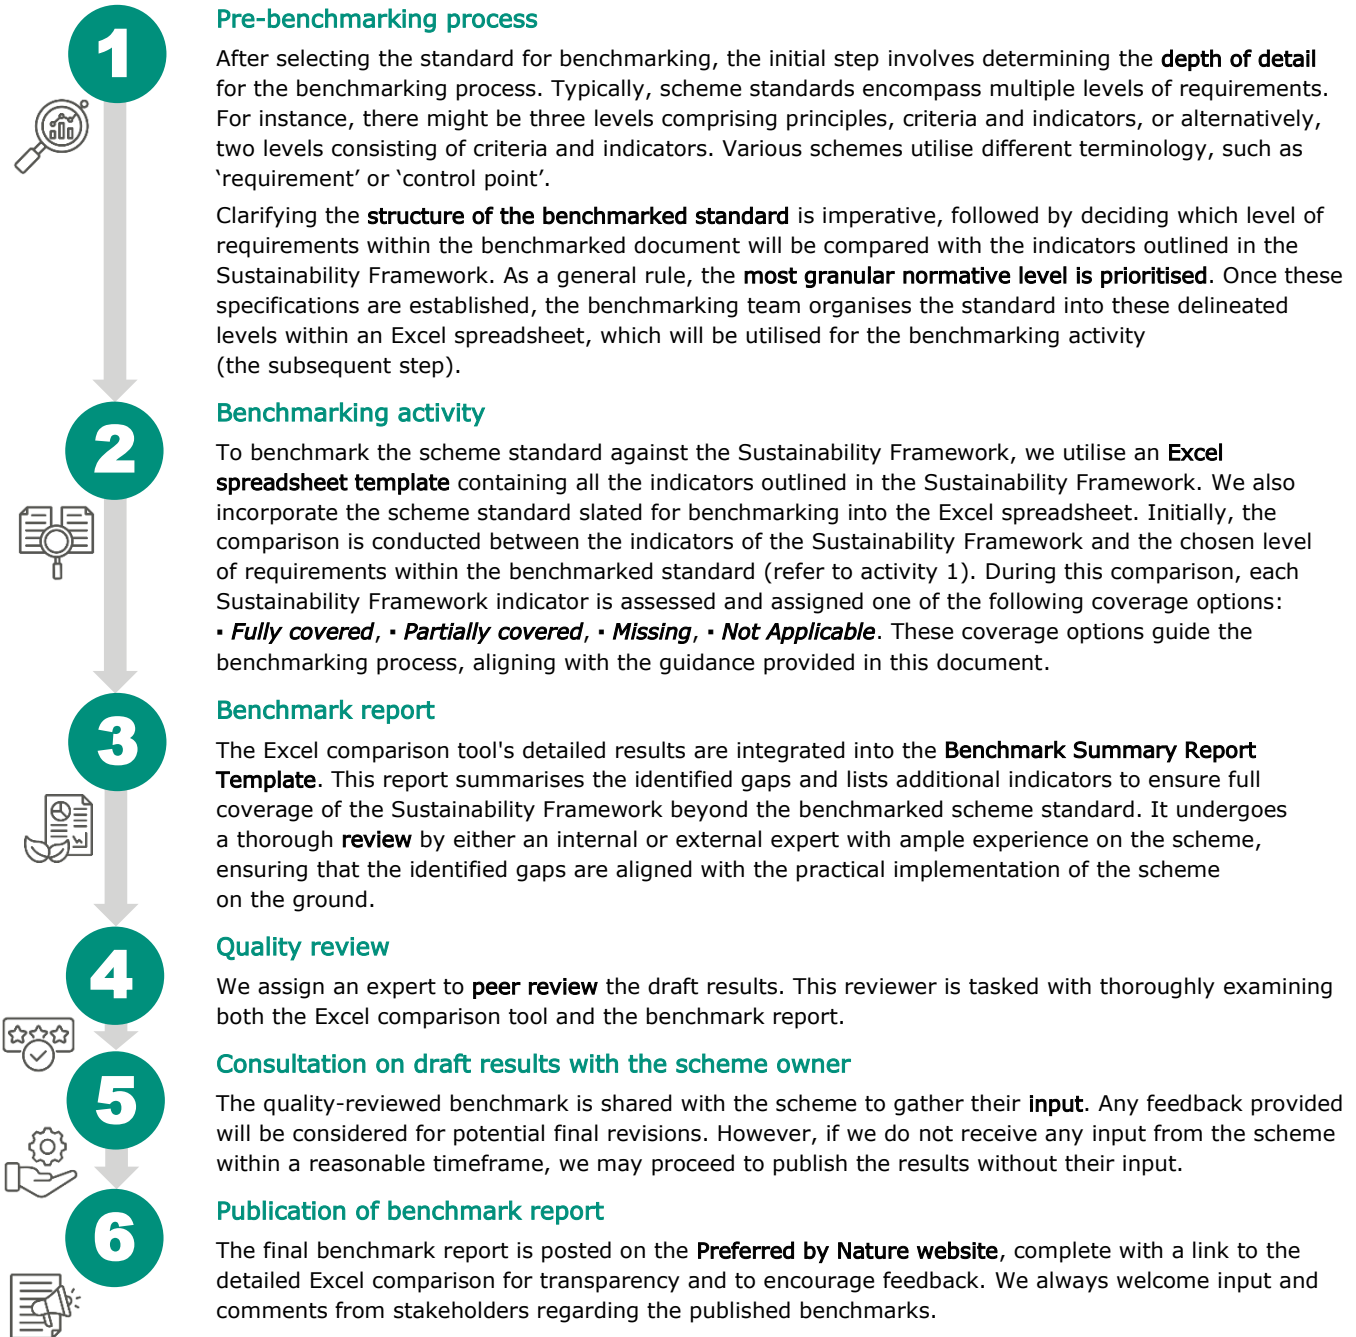 1
Pre-benchmarking process
After selecting the standard for benchmarking, the initial step involves determining the depth of detail
for the benchmarking process. Typically, scheme standards encompass multiple levels of requirements.
For instance, there might be three levels comprising principles, criteria and indicators, or alternatively,
two levels consisting of criteria and indicators. Various schemes utilise different terminology, such as
‘requirement’ or ‘control point’.
Clarifying the structure of the benchmarked standard is imperative, followed by deciding which level of
requirements within the benchmarked document will be compared with the indicators outlined in the
Sustainability Framework. As a general rule, the most granular normative level is prioritised. Once these
specifications are established, the benchmarking team organises the standard into these delineated
levels within an Excel spreadsheet, which will be utilised for the benchmarking activity
(the subsequent step).
2
Benchmarking activity
To benchmark the scheme standard against the Sustainability Framework, we utilise an Excel
spreadsheet template containing all the indicators outlined in the Sustainability Framework. We also
incorporate the scheme standard slated for benchmarking into the Excel spreadsheet. Initially, the
comparison is conducted between the indicators of the Sustainability Framework and the chosen level
of requirements within the benchmarked standard (refer to activity 1). During this comparison, each
Sustainability Framework indicator is assessed and assigned one of the following coverage options:
▪ Fully covered, ▪ Partially covered, ▪ Missing, ▪ Not Applicable. These coverage options guide the
benchmarking process, aligning with the guidance provided in this document.
3
Benchmark report
The Excel comparison tool's detailed results are integrated into the Benchmark Summary Report
Template. This report summarises the identified gaps and lists additional indicators to ensure full
coverage of the Sustainability Framework beyond the benchmarked scheme standard. It undergoes
a thorough review by either an internal or external expert with ample experience on the scheme,
ensuring that the identified gaps are aligned with the practical implementation of the scheme
on the ground.
4
Quality review
We assign an expert to peer review the draft results. This reviewer is tasked with thoroughly examining
both the Excel comparison tool and the benchmark report.
5
Consultation on draft results with the scheme owner
The quality-reviewed benchmark is shared with the scheme to gather their input. Any feedback provided
will be considered for potential final revisions. However, if we do not receive any input from the scheme
within a reasonable timeframe, we may proceed to publish the results without their input.
6
Publication of benchmark report
The final benchmark report is posted on the Preferred by Nature website, complete with a link to the
detailed Excel comparison for transparency and to encourage feedback. We always welcome input and
comments from stakeholders regarding the published benchmarks.